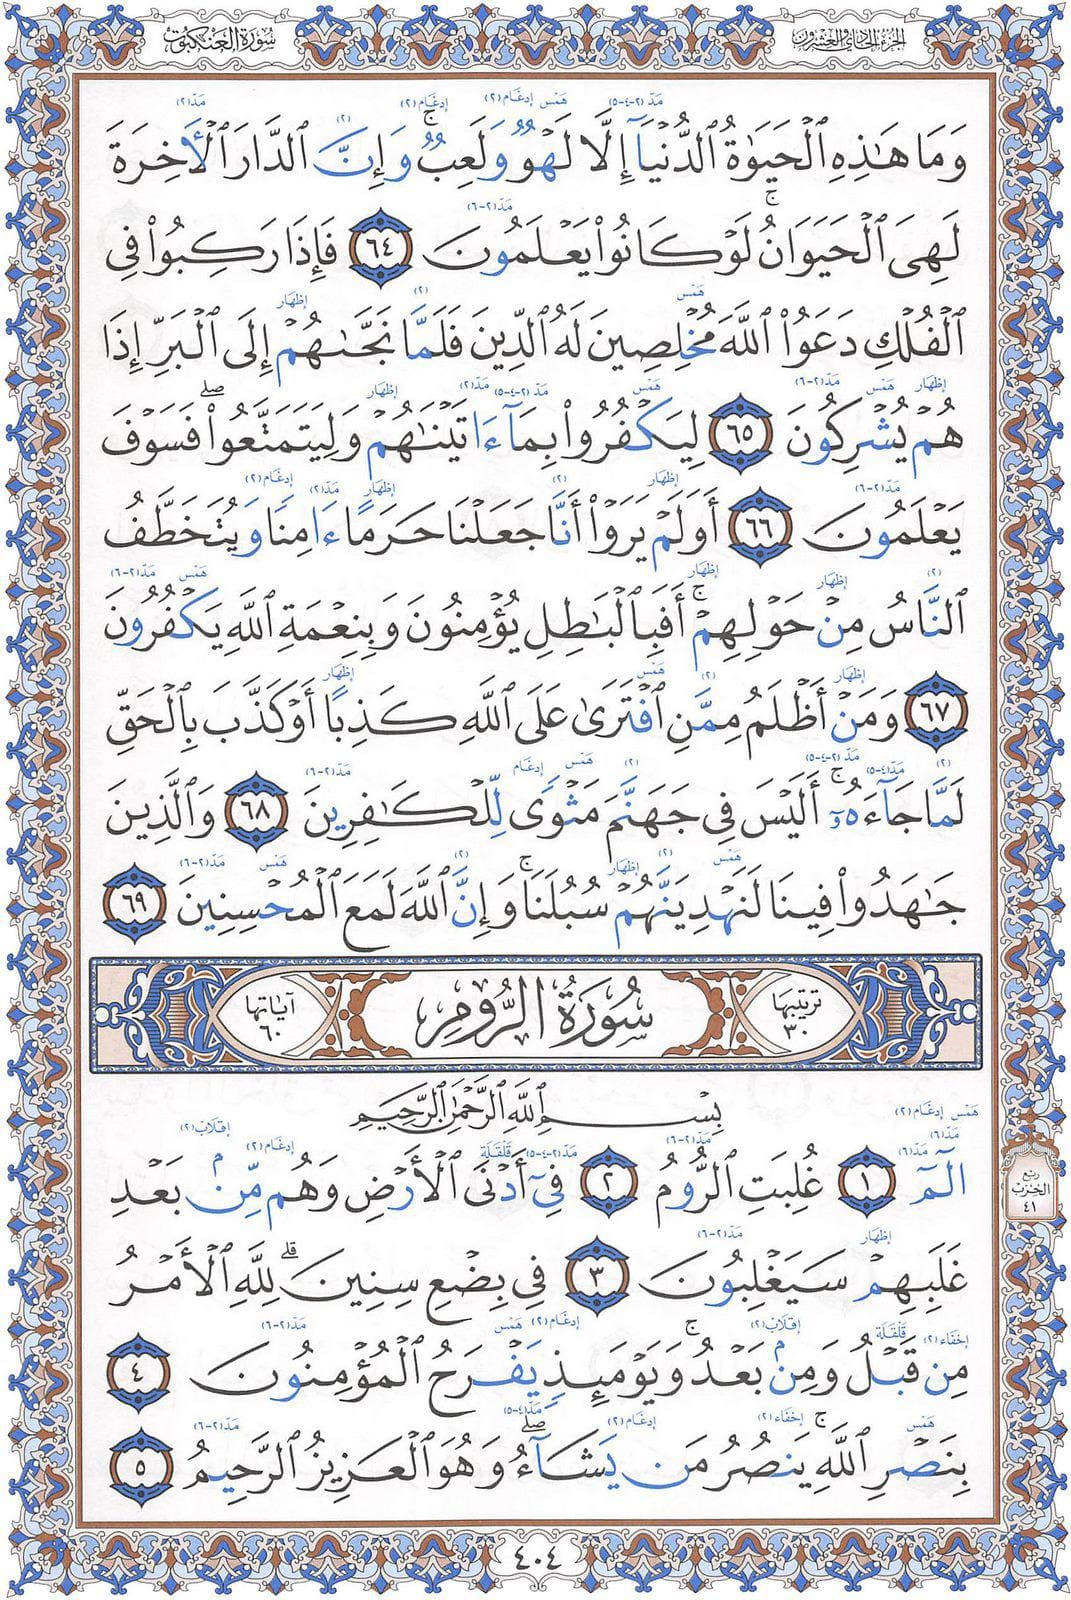 الجزء الحادي والعشرون
سورة العنكبوت
وَمَا هَٰذِهِ ٱلْحَيَوٰةُ ٱلدُّنْيَآ إِلَّا لَهْوٌ وَلَعِبٌ ۚ وَإِنَّ ٱلدَّارَ ٱلْأَخِرَةَ
لَهِىَ ٱلْحَيَوَانُ ۚ لَوْ كَانُوا۟ يَعْلَمُونَ ٦٤ فَإِذَا رَكِبُوا۟ فِى
ٱلْفُلْكِ دَعَوُا۟ ٱللَّهَ مُخْلِصِينَ لَهُ ٱلدِّينَ فَلَمَّا نَجَّىٰهُمْ إِلَى ٱلْبَرِّ إِذَا
هُمْ يُشْرِكُونَ ٦٥ لِيَكْفُرُوا۟ بِمَآ ءَاتَيْنَٰهُمْ وَلِيَتَمَتَّعُوا۟ ۖ فَسَوْفَ
يَعْلَمُونَ ٦٦ أَوَلَمْ يَرَوْا۟ أَنَّا جَعَلْنَا حَرَمًا ءَامِنًا وَيُتَخَطَّفُ
ٱلنَّاسُ مِنْ حَوْلِهِمْ ۚ أَفَبِٱلْبَٰطِلِ يُؤْمِنُونَ وَبِنِعْمَةِ ٱللَّهِ يَكْفُرُونَ
٦٧ وَمَنْ أَظْلَمُ مِمَّنِ ٱفْتَرَىٰ عَلَى ٱللَّهِ كَذِبًا أَوْ كَذَّبَ بِٱلْحَقِّ
لَمَّا جَآءَهُۥٓ ۚ أَلَيْسَ فِى جَهَنَّمَ مَثْوًى لِّلْكَٰفِرِينَ ٦٨ وَٱلَّذِينَ
جَٰهَدُوا۟ فِينَا لَنَهْدِيَنَّهُمْ سُبُلَنَا ۚ وَإِنَّ ٱللَّهَ لَمَعَ ٱلْمُحْسِنِينَ ٦٩
ترتيبها ٣٠ سُورَةُ الرُّومِ آياتها ٦٠
بِسْمِ ٱللَّهِ ٱلرَّحْمَٰنِ ٱلرَّحِيمِ
الٓمٓ ١ غُلِبَتِ ٱلرُّومُ ٢ فِىٓ أَدْنَى ٱلْأَرْضِ وَهُم مِّنۢ بَعْدِ
غَلَبِهِمْ سَيَغْلِبُونَ ٣ فِى بِضْعِ سِنِينَ ۗ لِلَّهِ ٱلْأَمْرُ
مِن قَبْلُ وَمِنۢ بَعْدُ ۚ وَيَوْمَئِذٍ يَفْرَحُ ٱلْمُؤْمِنُونَ ٤
بِنَصْرِ ٱللَّهِ ۚ يَنصُرُ مَن يَشَآءُ ۖ وَهُوَ ٱلْعَزِيزُ ٱلرَّحِيمُ ٥
ربع
الحزب
٤١
٤٠٤